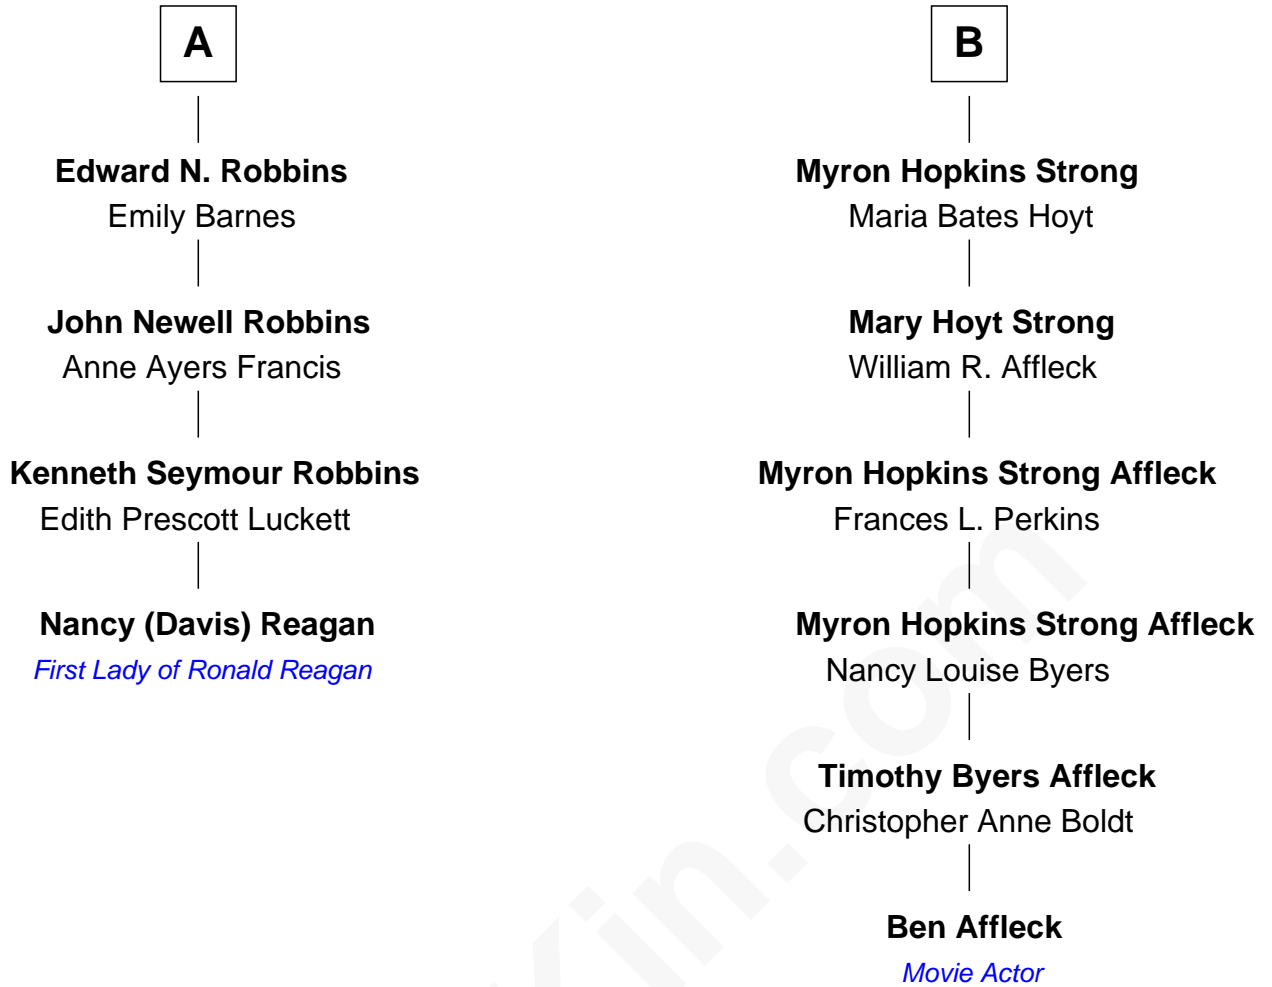 A
Edward N. Robbins
Emily Barnes
John Newell Robbins
Anne Ayers Francis
Kenneth Seymour Robbins
Edith Prescott Luckett
Nancy (Davis) Reagan
First Lady of Ronald Reagan
B
Myron Hopkins Strong
Maria Bates Hoyt
Mary Hoyt Strong
William R. Affleck
Myron Hopkins Strong Affleck
Frances L. Perkins
Myron Hopkins Strong Affleck
Nancy Louise Byers
Timothy Byers Affleck
Christopher Anne Boldt
Ben Affleck
Movie Actor
Kin.com